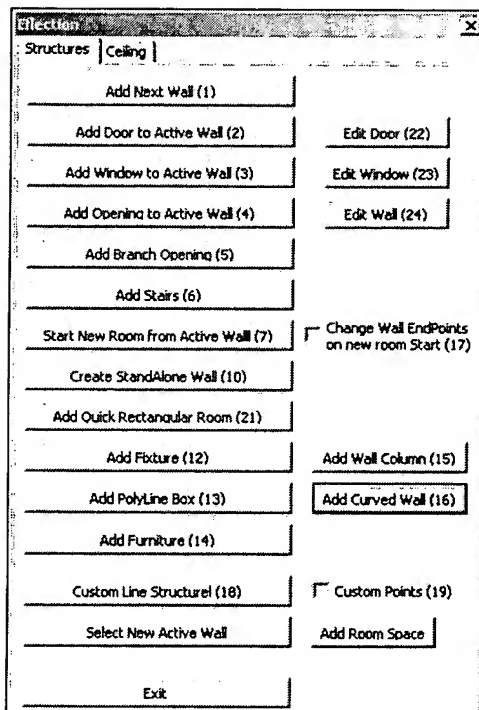 Structures Ceiling
Add Next Wall (1)
Add Door to Active Wall (2) Edit Door (22)
Add Window to Active Wall (3) Edit Window (23)
Add Opening to Active Wall (4) Edit Wall (24)
Add Branch Opening (5)
Add Stairs (6)
Start New Room from Active Wall (7) Change Wall EndPoints
on new room Start (17)
Create StandAlone Wall (10)
Add Quick Rectangular Room (21)
Add Fixture (12) Add Wall Column (15)
Add PolyLine Box (13) Add Curved Wall (16)
Add Furniture (14)
Custom Line Structurel (18) Custom Points (19)
Select New Active Wall Add Room Space
Exit